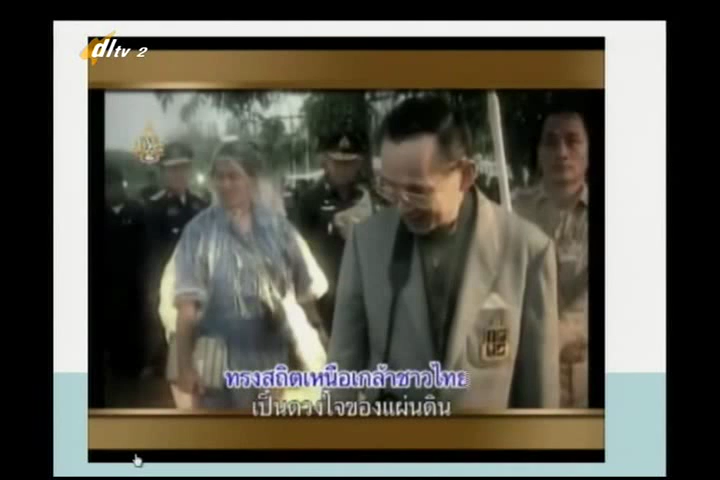 dltv 2
ทรงสถิตเหนือเกล้าชาวไทย
เป็นดวงใจของแผ่นดิน